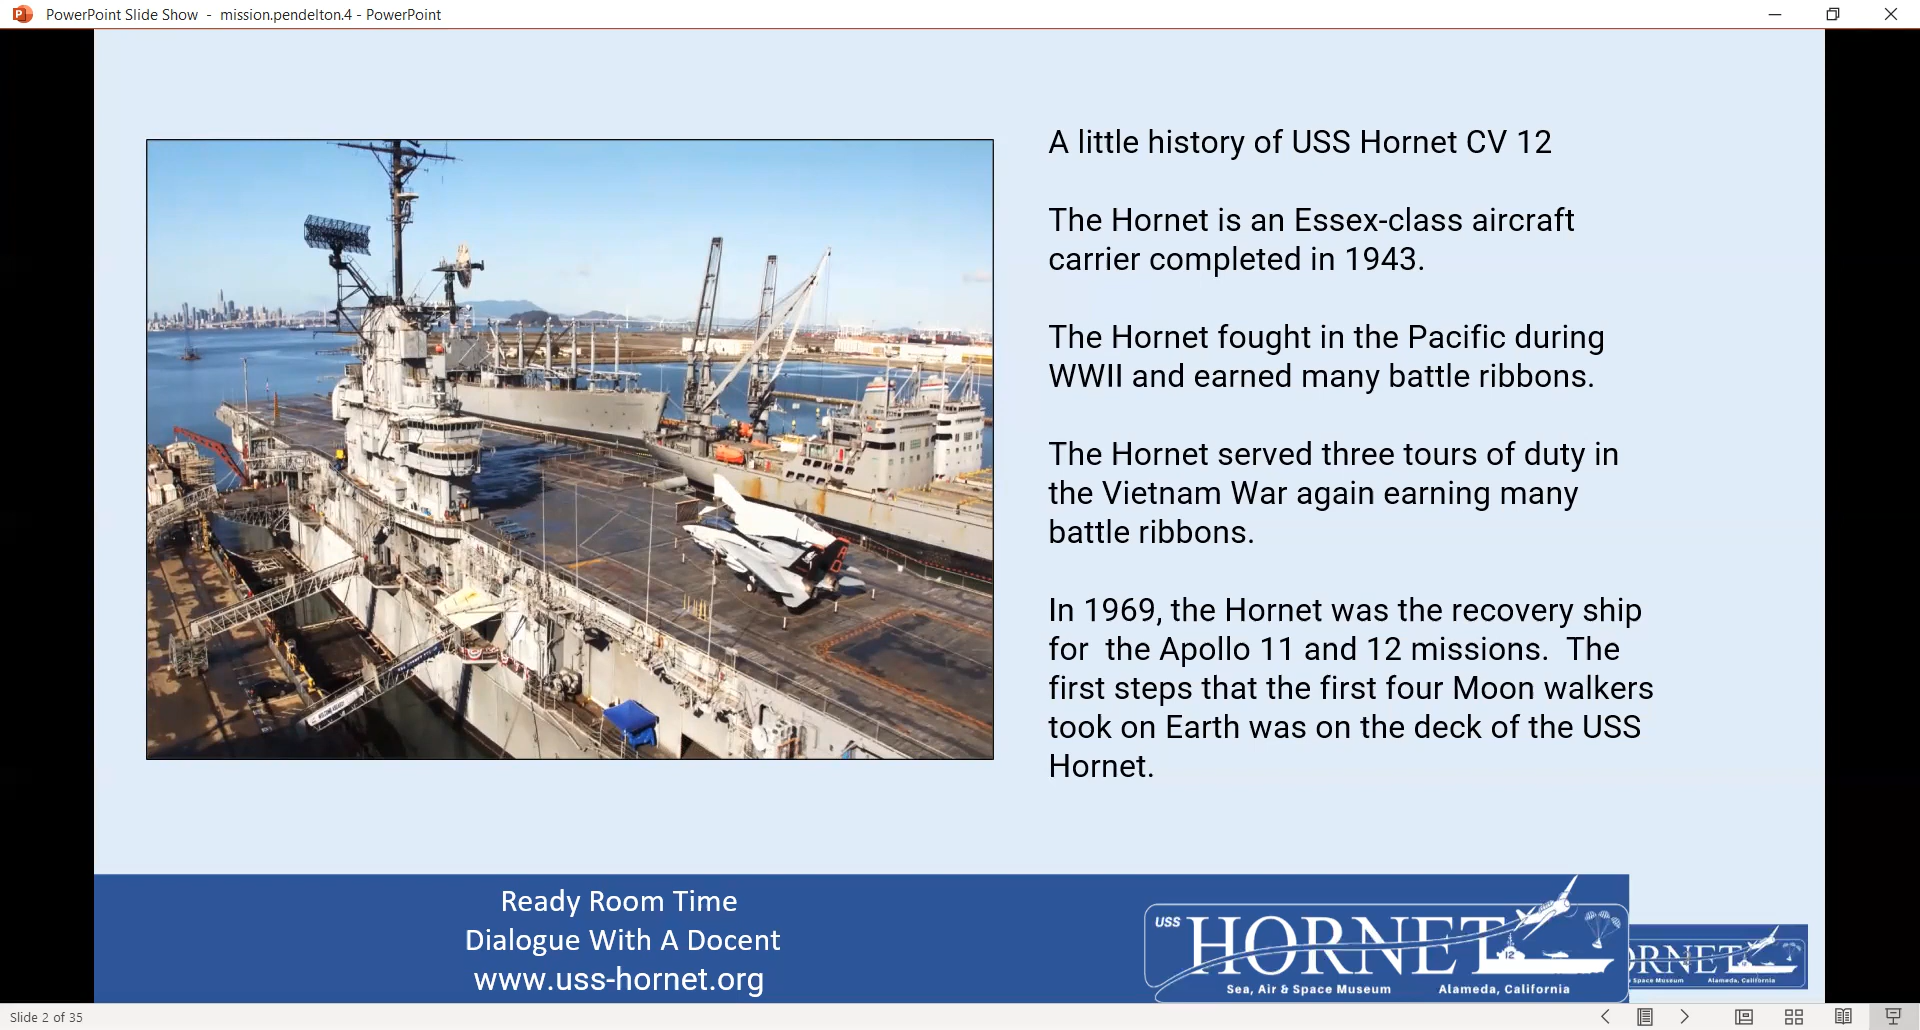 PowerPoint Slide Show - mission.pendelton.4 - PowerPoint
A little history of USS Hornet CV 12
The Hornet is an Essex-class aircraft
carrier completed in 1943.
The Hornet fought in the Pacific during
WWII and earned many battle ribbons.
The Hornet served three tours of duty in
the Vietnam War again earning many
battle ribbons.
In 1969, the Hornet was the recovery ship
for the Apollo 11 and 12 missions. The
first steps that the first four Moon walkers
took on Earth was on the deck of the USS
Hornet.
Ready Room Time
Dialogue With A Docent
www.uss-hornet.org
USS HORNET
12
Sea, Air & Space Museum Alameda, California
ORNET
Space Museum Alameda, California
Slide 2 of 35